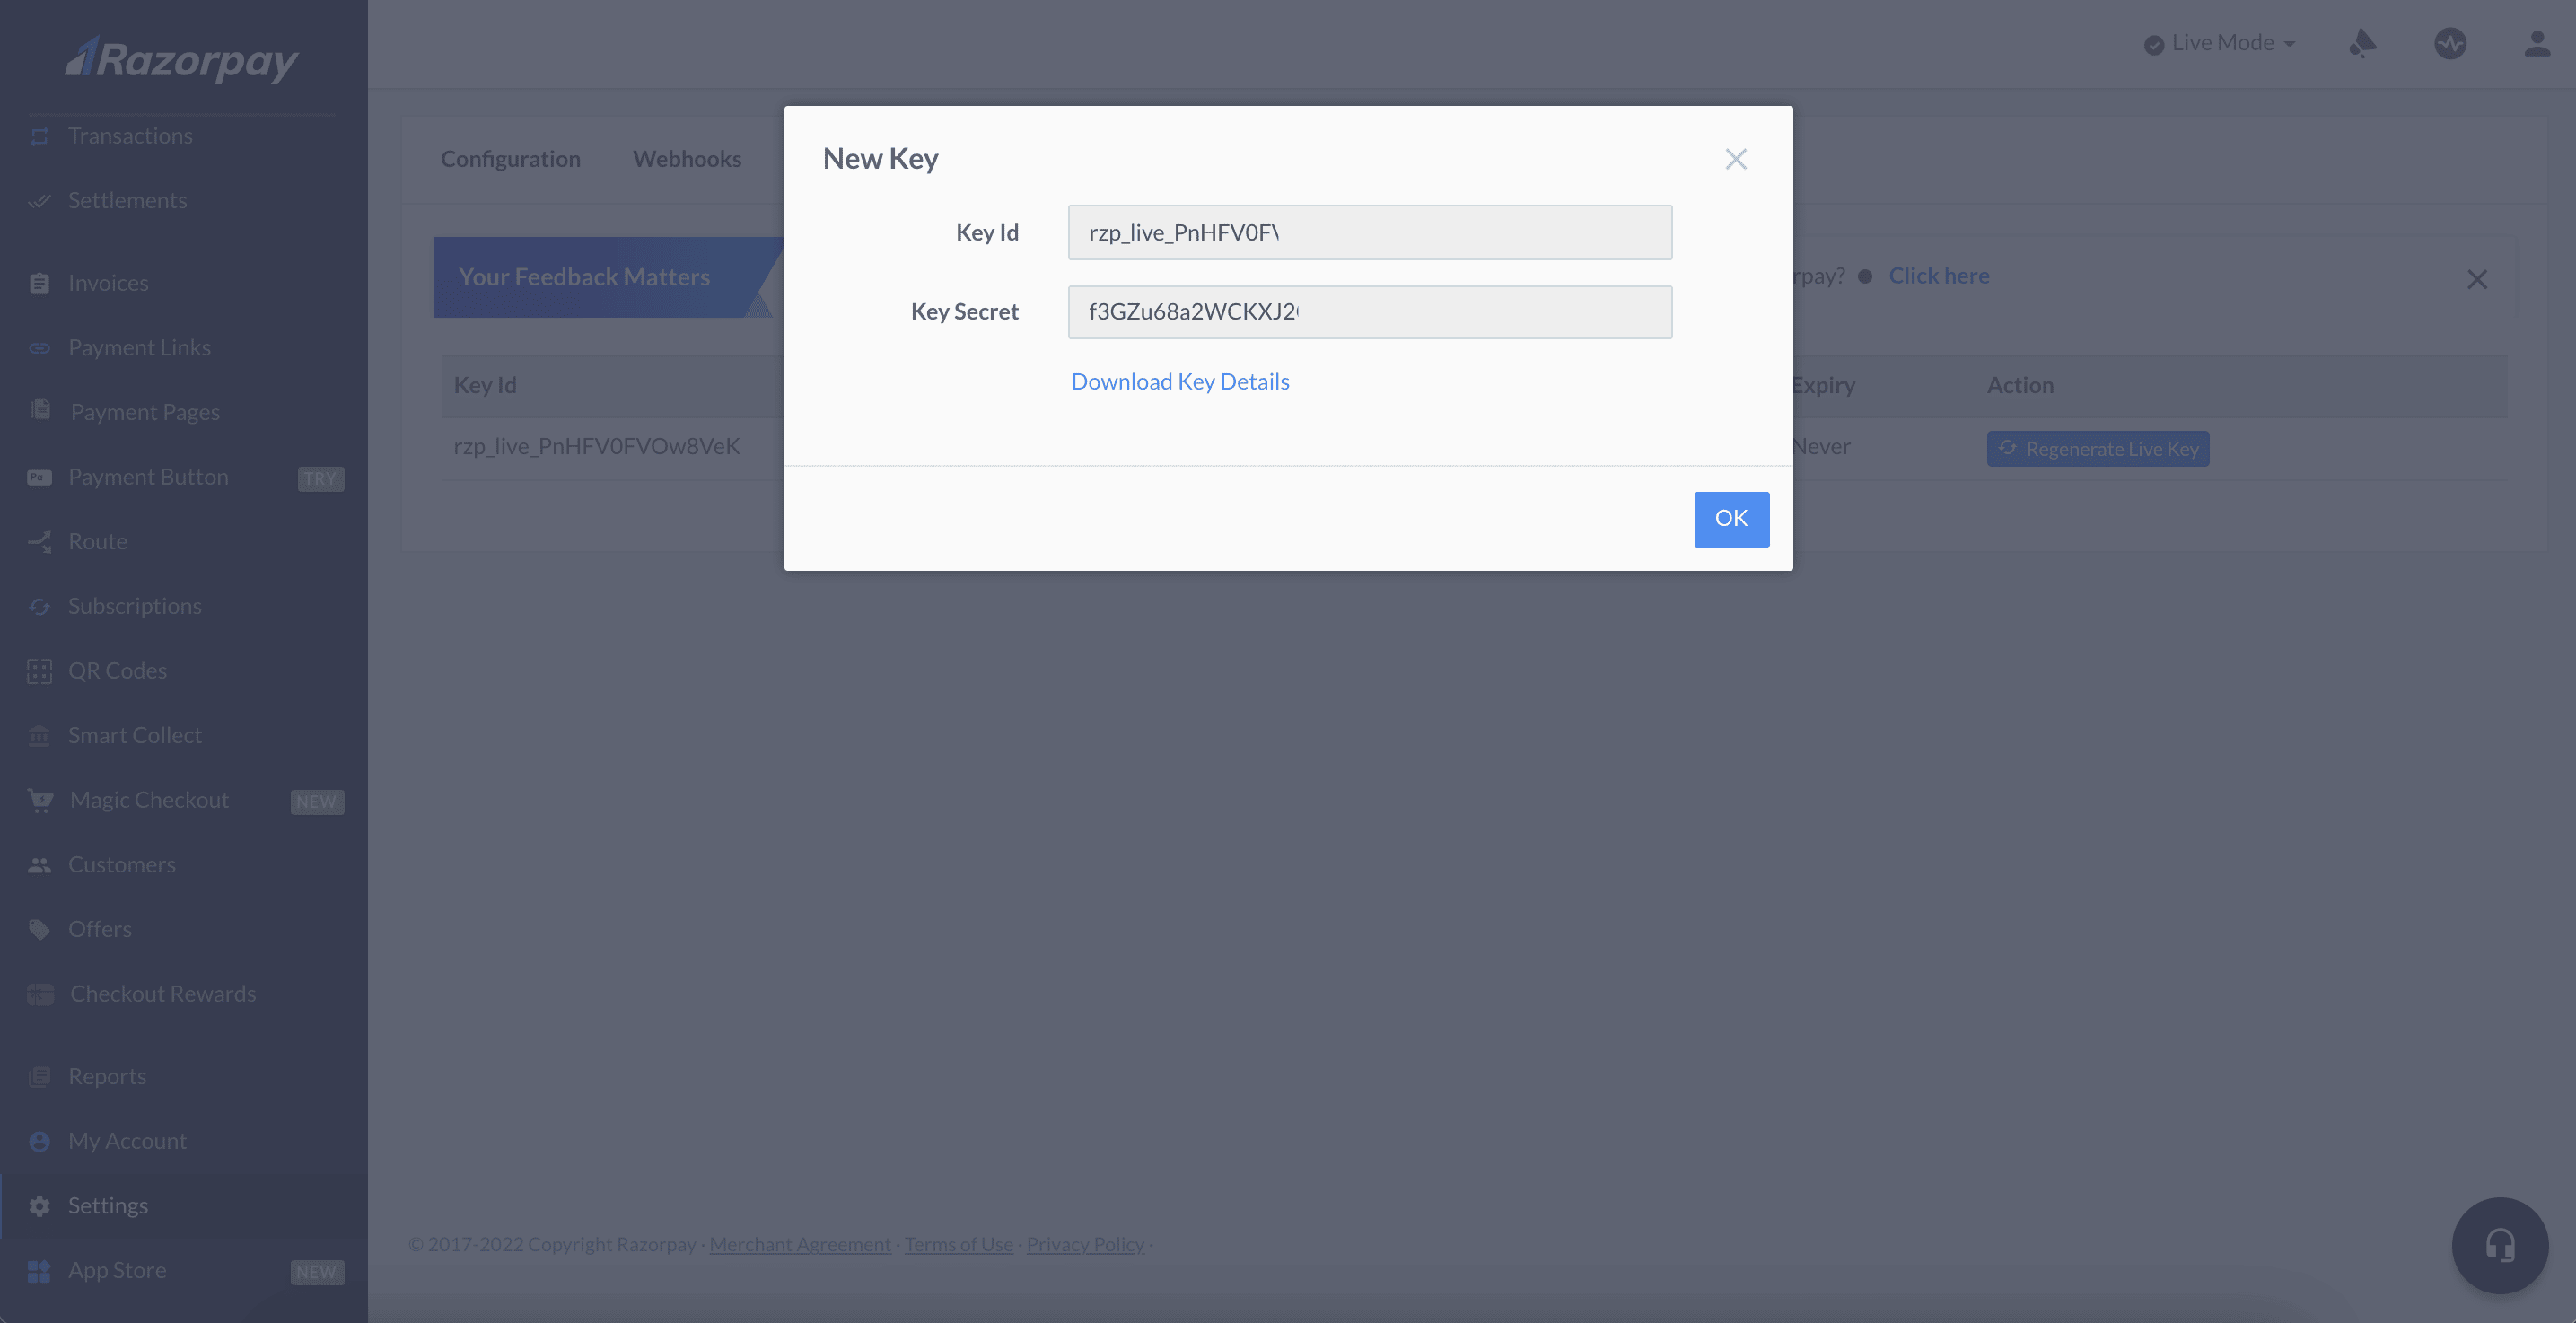 Razorpay
Live Mode
Transactions
Settlements
Invoices
Payment Links
Payment Pages
Payment Button TRY
Route
Subscriptions
QR Codes
Smart Collect
Magic Checkout NEW
Customers
Offers
Checkout Rewards
Reports
My Account
Settings
App Store NEW
Configuration Webhooks
Your Feedback Matters
rpay? ● Click here
Key Id Expiry Action
rzp_live_PnHFV0FVOw8VeK Never Regenerate Live Key
New Key
Key Id rzp_live_PnHFV0F
Key Secret f3GZu68a2WCKXJ2
Download Key Details
OK
© 2017-2022 Copyright Razorpay · Merchant Agreement · Terms of Use · Privacy Policy ·